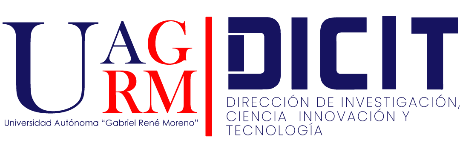 UAGRM
Universidad Autónoma "Gabriel René Moreno"
DICIT
DIRECCIÓN DE INVESTIGACIÓN,
CIENCIA INNOVACIÓN Y
TECNOLOGÍA